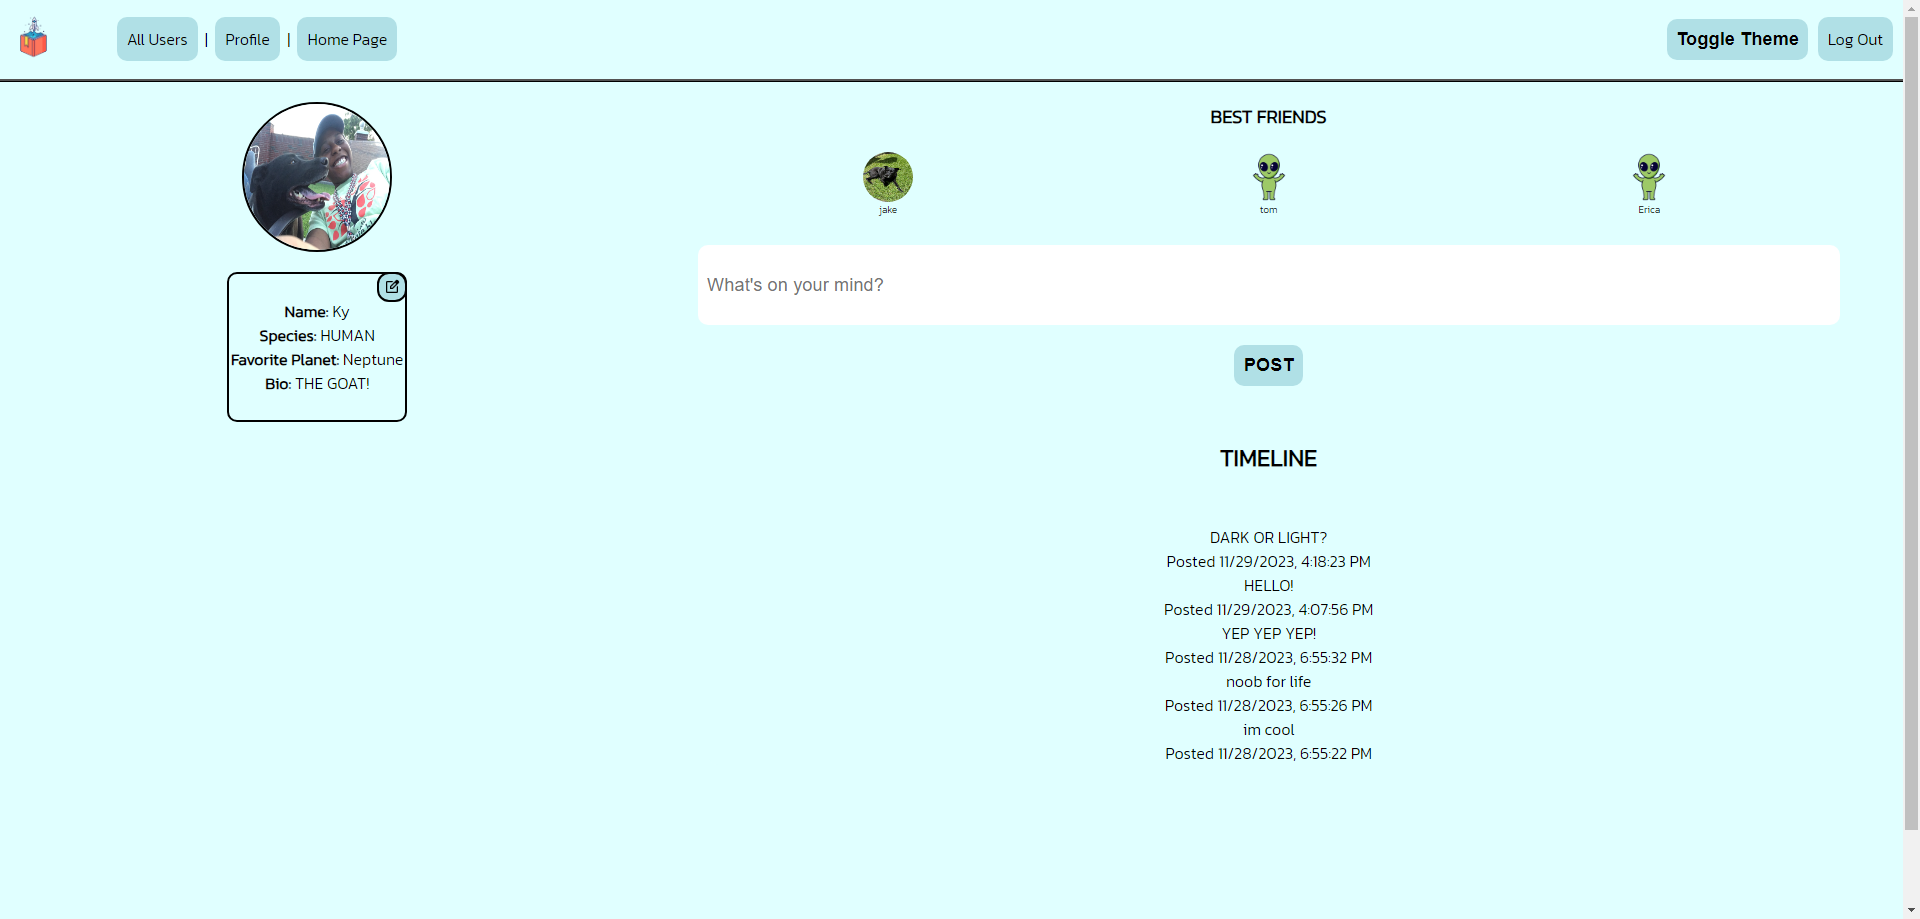 All Users | Profile | Home Page
Toggle Theme
Log Out
Name: Ky
Species: HUMAN
Favorite Planet: Neptune
Bio: THE GOAT!
BEST FRIENDS
jake
tom
Erica
What's on your mind?
POST
TIMELINE
DARK OR LIGHT?
Posted 11/29/2023, 4:18:23 PM
HELLO!
Posted 11/29/2023, 4:07:56 PM
YEP YEP YEP!
Posted 11/28/2023, 6:55:32 PM
noob for life
Posted 11/28/2023, 6:55:26 PM
im cool
Posted 11/28/2023, 6:55:22 PM